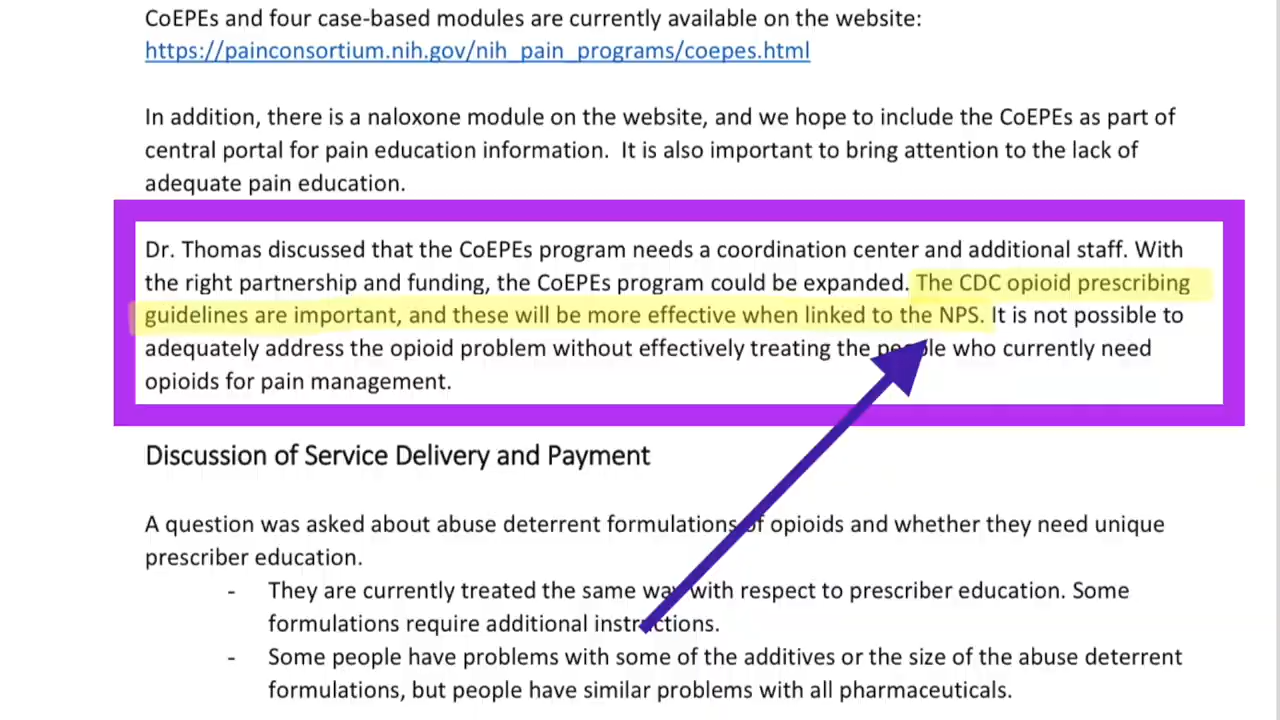 CoEPEs and four case-based modules are currently available on the website:
https://painconsortium.nih.gov/nih_pain_programs/coepes.html
In addition, there is a naloxone module on the website, and we hope to include the CoEPEs as part of
central portal for pain education information.  It is also important to bring attention to the lack of
adequate pain education.
Dr. Thomas discussed that the CoEPEs program needs a coordination center and additional staff. With
the right partnership and funding, the CoEPEs program could be expanded. The CDC opioid prescribing
guidelines are important, and these will be more effective when linked to the NPS. It is not possible to
adequately address the opioid problem without effectively treating the people who currently need
opioids for pain management.
Discussion of Service Delivery and Payment
A question was asked about abuse deterrent formulations of opioids and whether they need unique
prescriber education.
- They are currently treated the same way with respect to prescriber education. Some
formulations require additional instructions.
- Some people have problems with some of the additives or the size of the abuse deterrent
formulations, but people have similar problems with all pharmaceuticals.